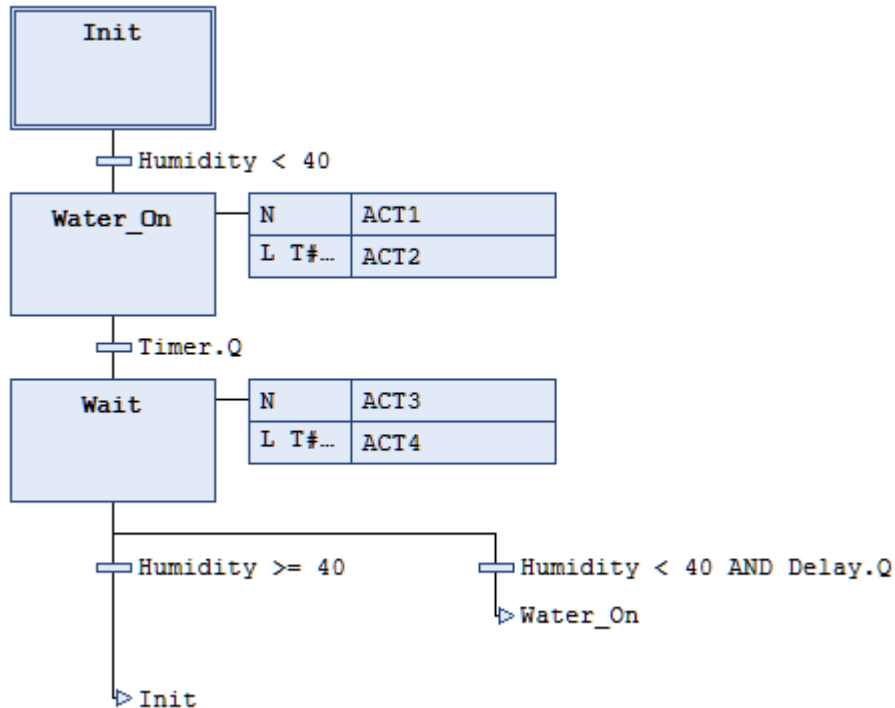 Init
Humidity < 40
Water_On
N ACT1
L T#… ACT2
Timer.Q
Wait
N ACT3
L T#… ACT4
Humidity >= 40
Humidity < 40 AND Delay.Q
Water_On
Init